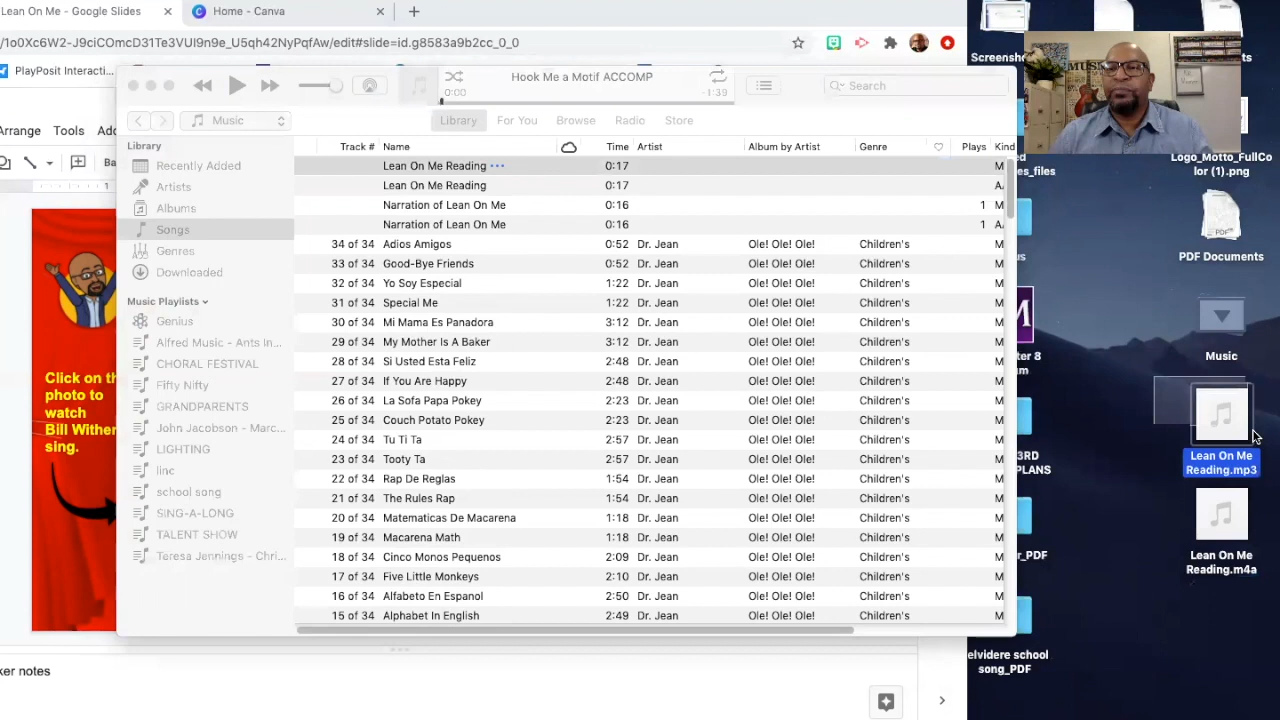 Lean On Me - Google Slides
Home - Canva
/1o0Xc6W2-J9ciCOmcD31Te3VUI9n9e_U5qh42NyPqfAM/edit#slide=id.g8583a9b2
PlayPosit Interacti...
Arrange Tools
took Me a Motif ACCOMP
0:00 -1:39
Search
Music
Library For You Browse Radio Store
Library
Recently Added
Artists
Albums
Songs
Genres
Downloaded
Music Playlists
Genius
Alfred Music - Ants In...
CHORAL FESTIVAL
Fifty Nifty
GRANDPARENTS
John Jacobson - Marc...
LIGHTING
linc
school song
SING-A-LONG
TALENT SHOW
Teresa Jennings - Chri...
Track # Name Time Artist Album by Artist Genre Plays Kind
Lean On Me Reading 0:17 M
Lean On Me Reading 0:17 A
Narration of Lean On Me 0:16 1 M
Narration of Lean On Me 0:16 1 A
34 of 34 Adios Amigos 0:52 Dr. Jean Ole! Ole! Ole! Children's M
33 of 34 Good-Bye Friends 0:52 Dr. Jean Ole! Ole! Ole! Children's M
32 of 34 Yo Soy Especial 1:22 Dr. Jean Ole! Ole! Ole! Children's M
31 of 34 Special Me 1:22 Dr. Jean Ole! Ole! Ole! Children's M
30 of 34 Mi Mama Es Panadora 3:12 Dr. Jean Ole! Ole! Ole! Children's M
29 of 34 My Mother Is A Baker 3:12 Dr. Jean Ole! Ole! Ole! Children's M
28 of 34 Si Usted Esta Feliz 2:48 Dr. Jean Ole! Ole! Ole! Children's M
27 of 34 If You Are Happy 2:48 Dr. Jean Ole! Ole! Ole! Children's M
26 of 34 La Sofa Papa Pokey 2:23 Dr. Jean Ole! Ole! Ole! Children's M
25 of 34 Couch Potato Pokey 2:23 Dr. Jean Ole! Ole! Ole! Children's M
24 of 34 Tu Ti Ta 2:57 Dr. Jean Ole! Ole! Ole! Children's M
23 of 34 Tooty Ta 2:57 Dr. Jean Ole! Ole! Ole! Children's M
22 of 34 Rap De Reglas 1:54 Dr. Jean Ole! Ole! Ole! Children's M
21 of 34 The Rules Rap 1:54 Dr. Jean Ole! Ole! Ole! Children's M
20 of 34 Matematicas De Macarena 1:18 Dr. Jean Ole! Ole! Ole! Children's M
19 of 34 Macarena Math 1:18 Dr. Jean Ole! Ole! Ole! Children's M
18 of 34 Cinco Monos Pequenos 2:09 Dr. Jean Ole! Ole! Ole! Children's M
17 of 34 Five Little Monkeys 2:10 Dr. Jean Ole! Ole! Ole! Children's M
16 of 34 Alfabeto En Espanol 2:50 Dr. Jean Ole! Ole! Ole! Children's M
15 of 34 Alphabet In English 2:49 Dr. Jean Ole! Ole! Ole! Children's M
Click on th
photo to
watch
Bill Wither
sing.
ker notes
Screensho
Logo_Motto_FullCo
lor (1).png
es_files
PDF
PDF Documents
us
Music
ter 8
um
Lean On Me
Reading.mp3
3RD
PLANS
Lean On Me
Reading.m4a
r_PDF
elvidere school
song_PDF